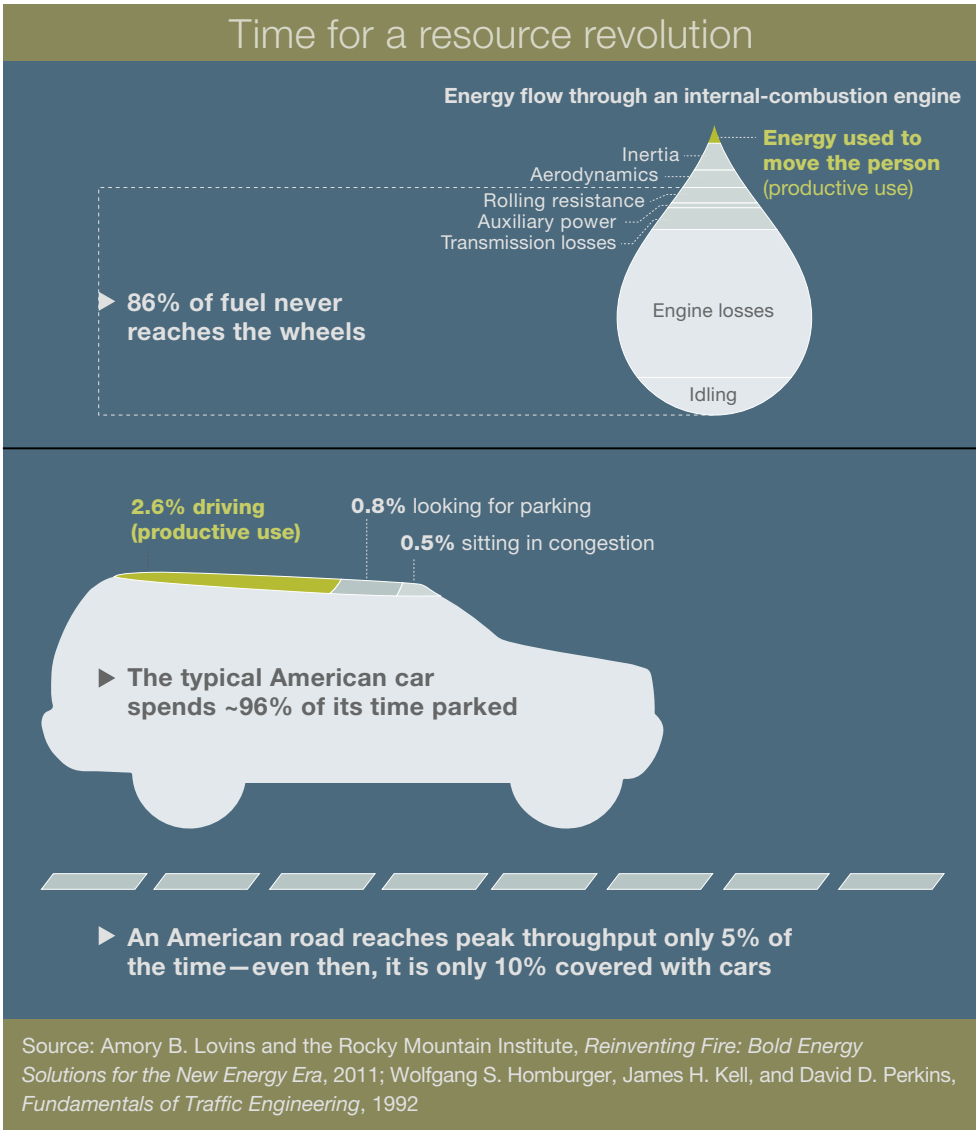 Time for a resource revolution
Energy flow through an internal-combustion engine
Energy used to
move the person
(productive use)
Inertia
Aerodynamics
Rolling resistance
Auxiliary power
Transmission losses
86% of fuel never
reaches the wheels
Engine losses
Idling
2.6% driving
(productive use)
0.8% looking for parking
0.5% sitting in congestion
The typical American car
spends ~96% of its time parked
An American road reaches peak throughput only 5% of
the time—even then, it is only 10% covered with cars
Source: Amory B. Lovins and the Rocky Mountain Institute, Reinventing Fire: Bold Energy
Solutions for the New Energy Era, 2011; Wolfgang S. Homburger, James H. Kell, and David D. Perkins,
Fundamentals of Traffic Engineering, 1992